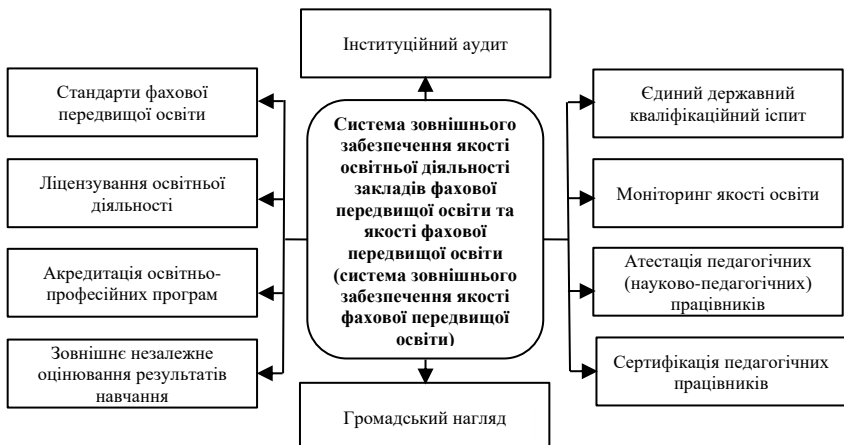 Інституційний аудит
Стандарти фахової
передвищої освіти
Ліцензування освітньої
діяльності
Акредитація освітньо-
професійних програм
Зовнішнє незалежне
оцінювання результатів
навчання
Система зовнішнього
забезпечення якості
освітньої діяльності
закладів фахової
передвищої освіти та
якості фахової
передвищої освіти
(система зовнішнього
забезпечення якості
фахової передвищої
освіти)
Єдиний державний
кваліфікаційний іспит
Моніторинг якості освіти
Атестація педагогічних
(науково-педагогічних)
працівників
Сертифікація педагогічних
працівників
Громадський нагляд